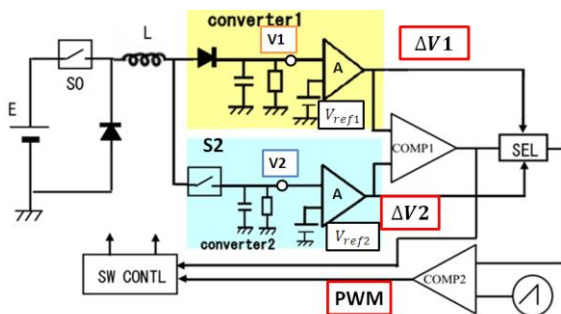 converter1
L
V1
ΔV1
S0
A
E
V_ref1
S2
COMP1
SEL
V2
A
ΔV2
V_ref2
converter2
SW CONTL
COMP2
PWM